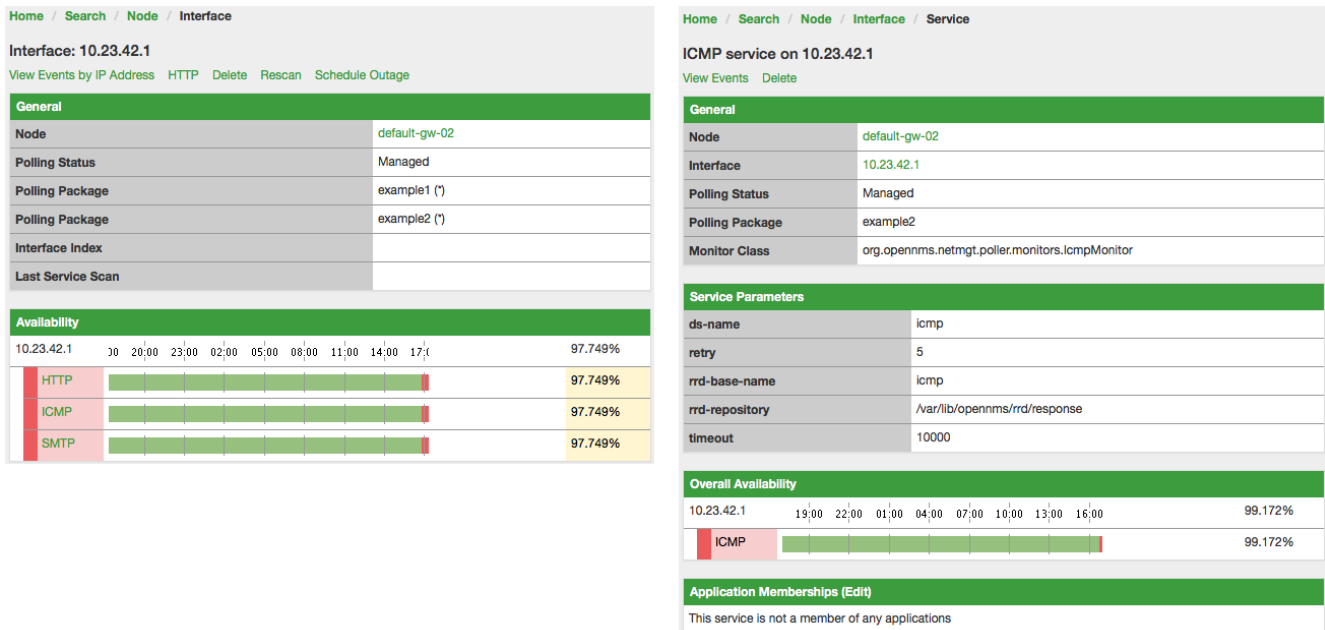 Home / Search / Node / Interface
Interface: 10.23.42.1
View Events by IP Address HTTP Delete Rescan Schedule Outage
General
Node default-gw-02
Polling Status Managed
Polling Package example1 (*)
Polling Package example2 (*)
Interface Index
Last Service Scan
Availability
10.23.42.1 00 20:00 23:00 02:00 05:00 08:00 11:00 14:00 17:( 97.749%
HTTP 97.749%
ICMP 97.749%
SMTP 97.749%
Home / Search / Node / Interface / Service
ICMP service on 10.23.42.1
View Events Delete
General
Node default-gw-02
Interface 10.23.42.1
Polling Status Managed
Polling Package example2
Monitor Class org.opennms.netmgt.poller.monitors.IcmpMonitor
Service Parameters
ds-name icmp
retry 5
rrd-base-name icmp
rrd-repository /var/lib/opennms/rrd/response
timeout 10000
Overall Availability
10.23.42.1 19:00 22:00 01:00 04:00 07:00 10:00 13:00 16:00 99.172%
ICMP 99.172%
Application Memberships (Edit)
This service is not a member of any applications